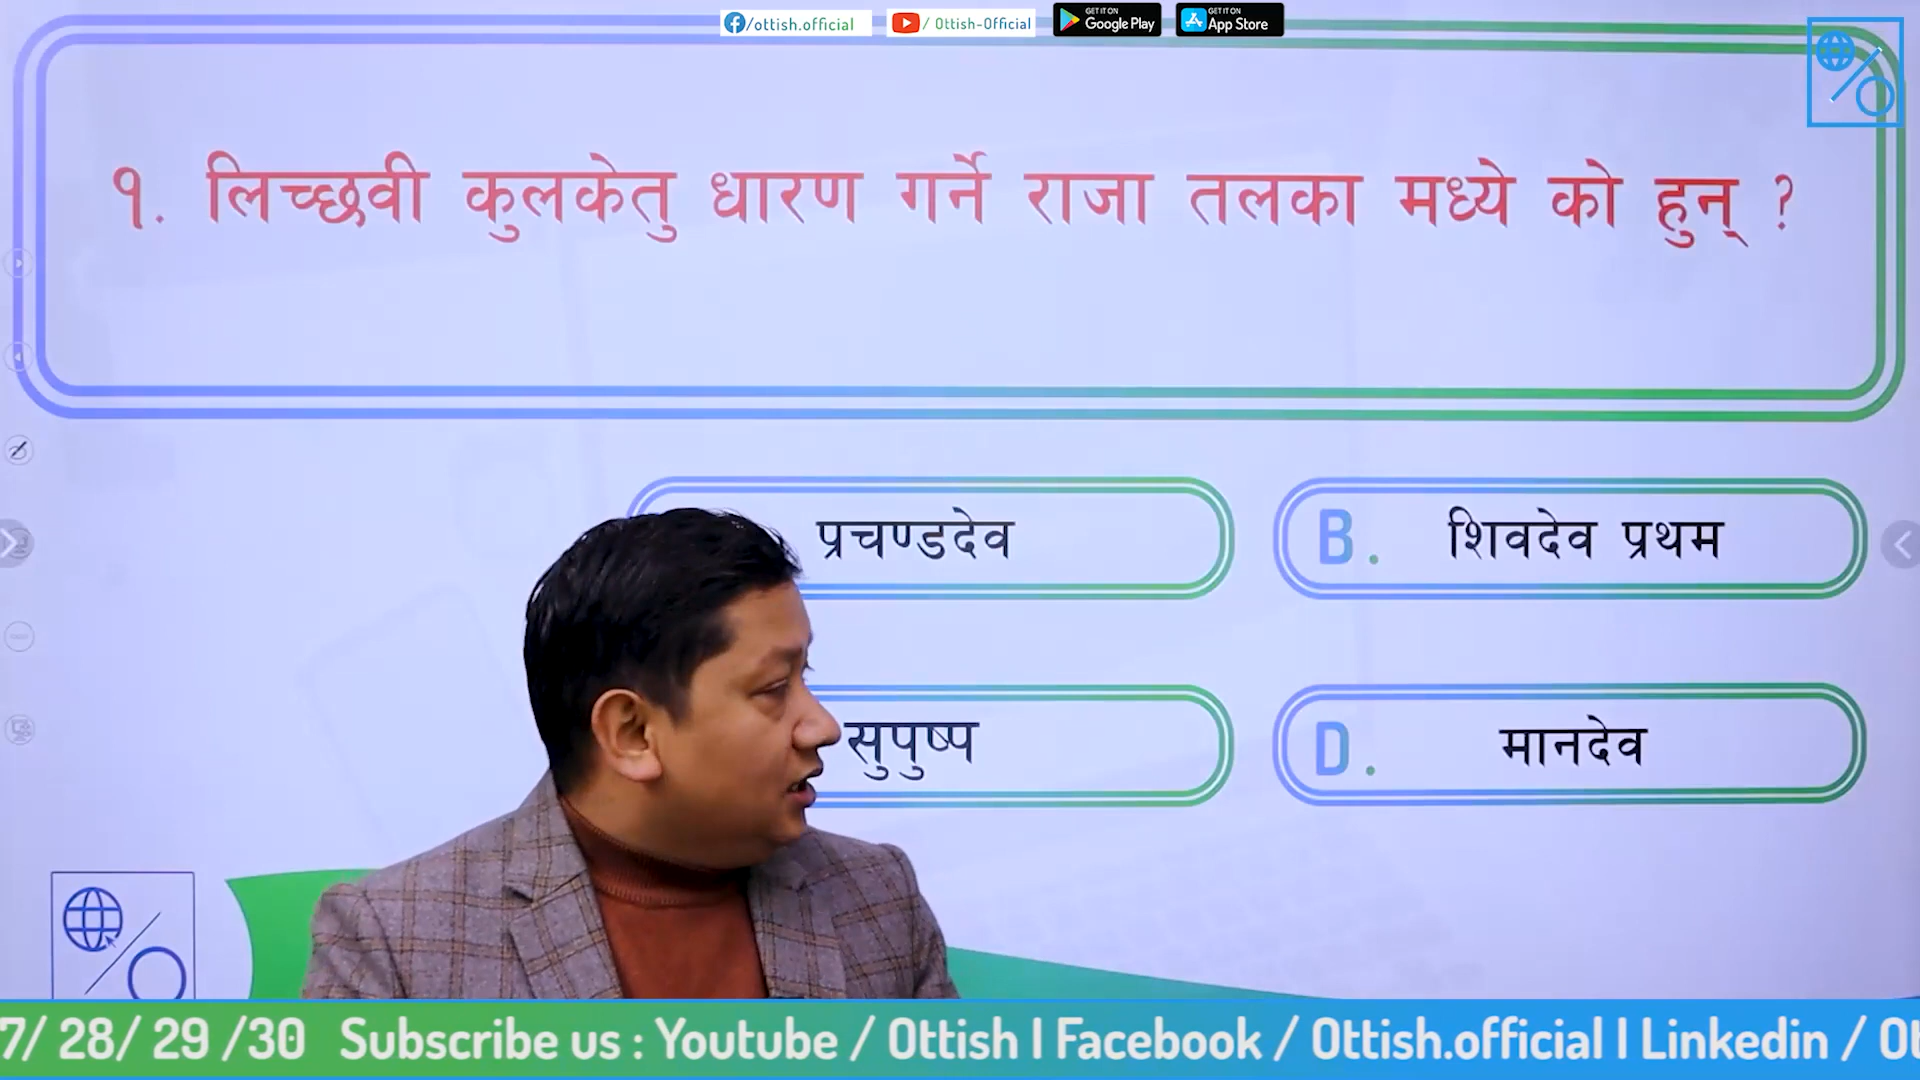 /ottish.official / Ottish-Official GET IT ON Google Play GET IT ON App Store
१. लिच्छवी कुलकेतु धारण गर्ने राजा तलका मध्ये को हुन् ?
प्रचण्डदेव
B. शिवदेव प्रथम
सुपुष्प
D. मानदेव
7/ 28/ 29 /30 Subscribe us : Youtube / Ottish | Facebook / Ottish.official | Linkedin /